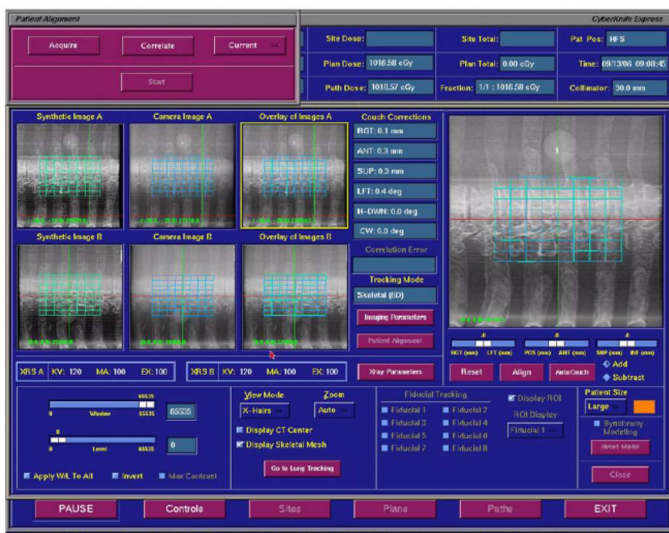 Patient Alignment
CyberKnife Express
Acquire
Correlate
Current
Start
Site Dose:
Site Total:
Pat Pos: HFS
Plan Dose: 1016.58 cGy
Plan Total: 0.00 cGy
Time: 09/13/06 09:08:45
Path Dose: 1016.57 cGy
Fraction: 1/1 : 1016.58 cGy
Collimator: 30.0 mm
Synthetic Image A
Camera Image A
Overlay of Images A
Couch Corrections
RGT: 0.1 mm
ANT: 0.3 mm
SUP: 0.3 mm
LFT: 0.4 deg
H-DWN: 0.0 deg
CW: 0.0 deg
Synthetic Image B
Camera Image B
Overlay of Images B
Correlation Error
Tracking Mode
Skeletal (6D)
Imaging Parameters
Patient Alignment
XRS A KV: 120 MA: 100 EX: 100
XRS B KV: 120 MA: 100 EX: 100
Xray Parameters
.0
.0
.0
RGT (mm) LFT
POS (mm) ANT
SUP (mm) INF
Reset
Align
AutoCouch
Add
Subtract
65535
0 Window 65535
65535
0
0 Level 65535
0
Apply W/L To All
Invert
Max Contrast
View Mode
Zoom
X-Hairs
Auto
Display CT Center
Display Skeletal Mesh
Go to Lung Tracking
Fiducial Tracking
Fiducial 1
Fiducial 2
Fiducial 3
Fiducial 4
Fiducial 5
Fiducial 6
Fiducial 7
Fiducial 8
Display ROI
ROI Display
Fiducial 1
Patient Size
Large
Synchrony
Modeling
Reset Model
Close
PAUSE
Controls
Sites
Plans
Paths
EXIT